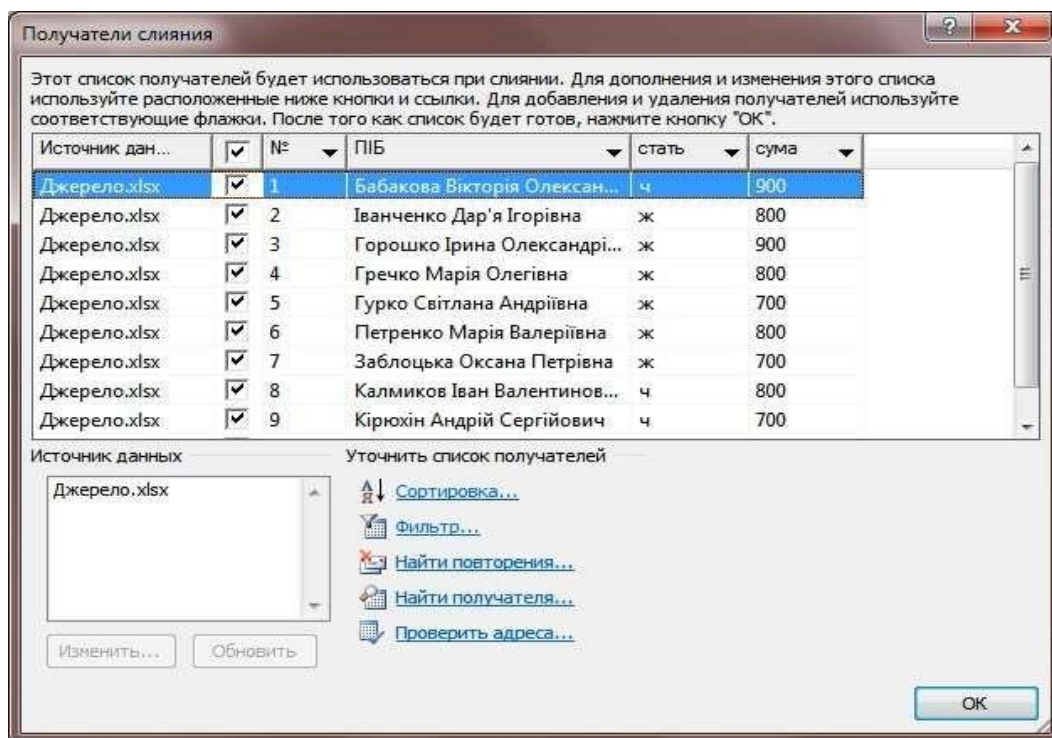 Получатели слияния
Этот список получателей будет использоваться при слиянии. Для дополнения и изменения этого списка
используйте расположенные ниже кнопки и ссылки. Для добавления и удаления получателей используйте
соответствующие флажки. После того как список будет готов, нажмите кнопку "ОК".
Источник дан... № ПІБ стать сума
Джерело.xlsx 1 Бабакова Вікторія Олексан... ч 900
Джерело.xlsx 2 Іванченко Дар'я Ігорівна ж 800
Джерело.xlsx 3 Горошко Ірина Олександрі... ж 900
Джерело.xlsx 4 Гречко Марія Олегівна ж 800
Джерело.xlsx 5 Гурко Світлана Андріївна ж 700
Джерело.xlsx 6 Петренко Марія Валеріївна ж 800
Джерело.xlsx 7 Заблоцька Оксана Петрівна ж 700
Джерело.xlsx 8 Калмиков Іван Валентинов... ч 800
Джерело.xlsx 9 Кірюхін Андрій Сергійович ч 700
Источник данных Уточнить список получателей
Джерело.xlsx
Сортировка...
Фильтр...
Найти повторения...
Найти получателя...
Проверить адреса...
Изменить... Обновить
ОК